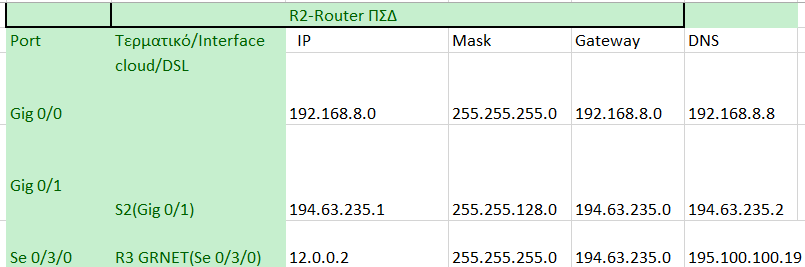 R2-Router ΠΣΔ
Port Τερματικό/Interface cloud/DSL IP Mask Gateway DNS
Gig 0/0 192.168.8.0 255.255.255.0 192.168.8.0 192.168.8.8
Gig 0/1 S2(Gig 0/1) 194.63.235.1 255.255.128.0 194.63.235.0 194.63.235.2
Se 0/3/0 R3 GRNET(Se 0/3/0) 12.0.0.2 255.255.255.0 194.63.235.0 195.100.100.19